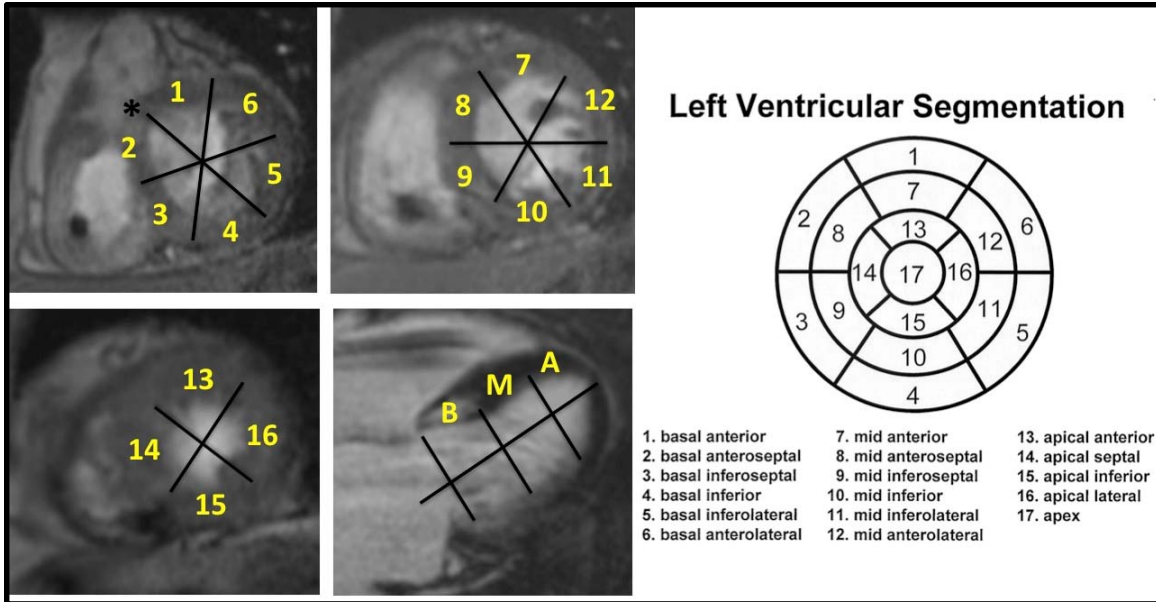 1
6
*
2
5
3
4
7
8
12
9
11
10
13
14
16
15
A
M
B
Left Ventricular Segmentation
1
7
2
6
8
13
12
14
17
16
9
15
11
3
5
10
4
1. basal anterior
2. basal anteroseptal
3. basal inferoseptal
4. basal inferior
5. basal inferolateral
6. basal anterolateral
7. mid anterior
8. mid anteroseptal
9. mid inferoseptal
10. mid inferior
11. mid inferolateral
12. mid anterolateral
13. apical anterior
14. apical septal
15. apical inferior
16. apical lateral
17. apex